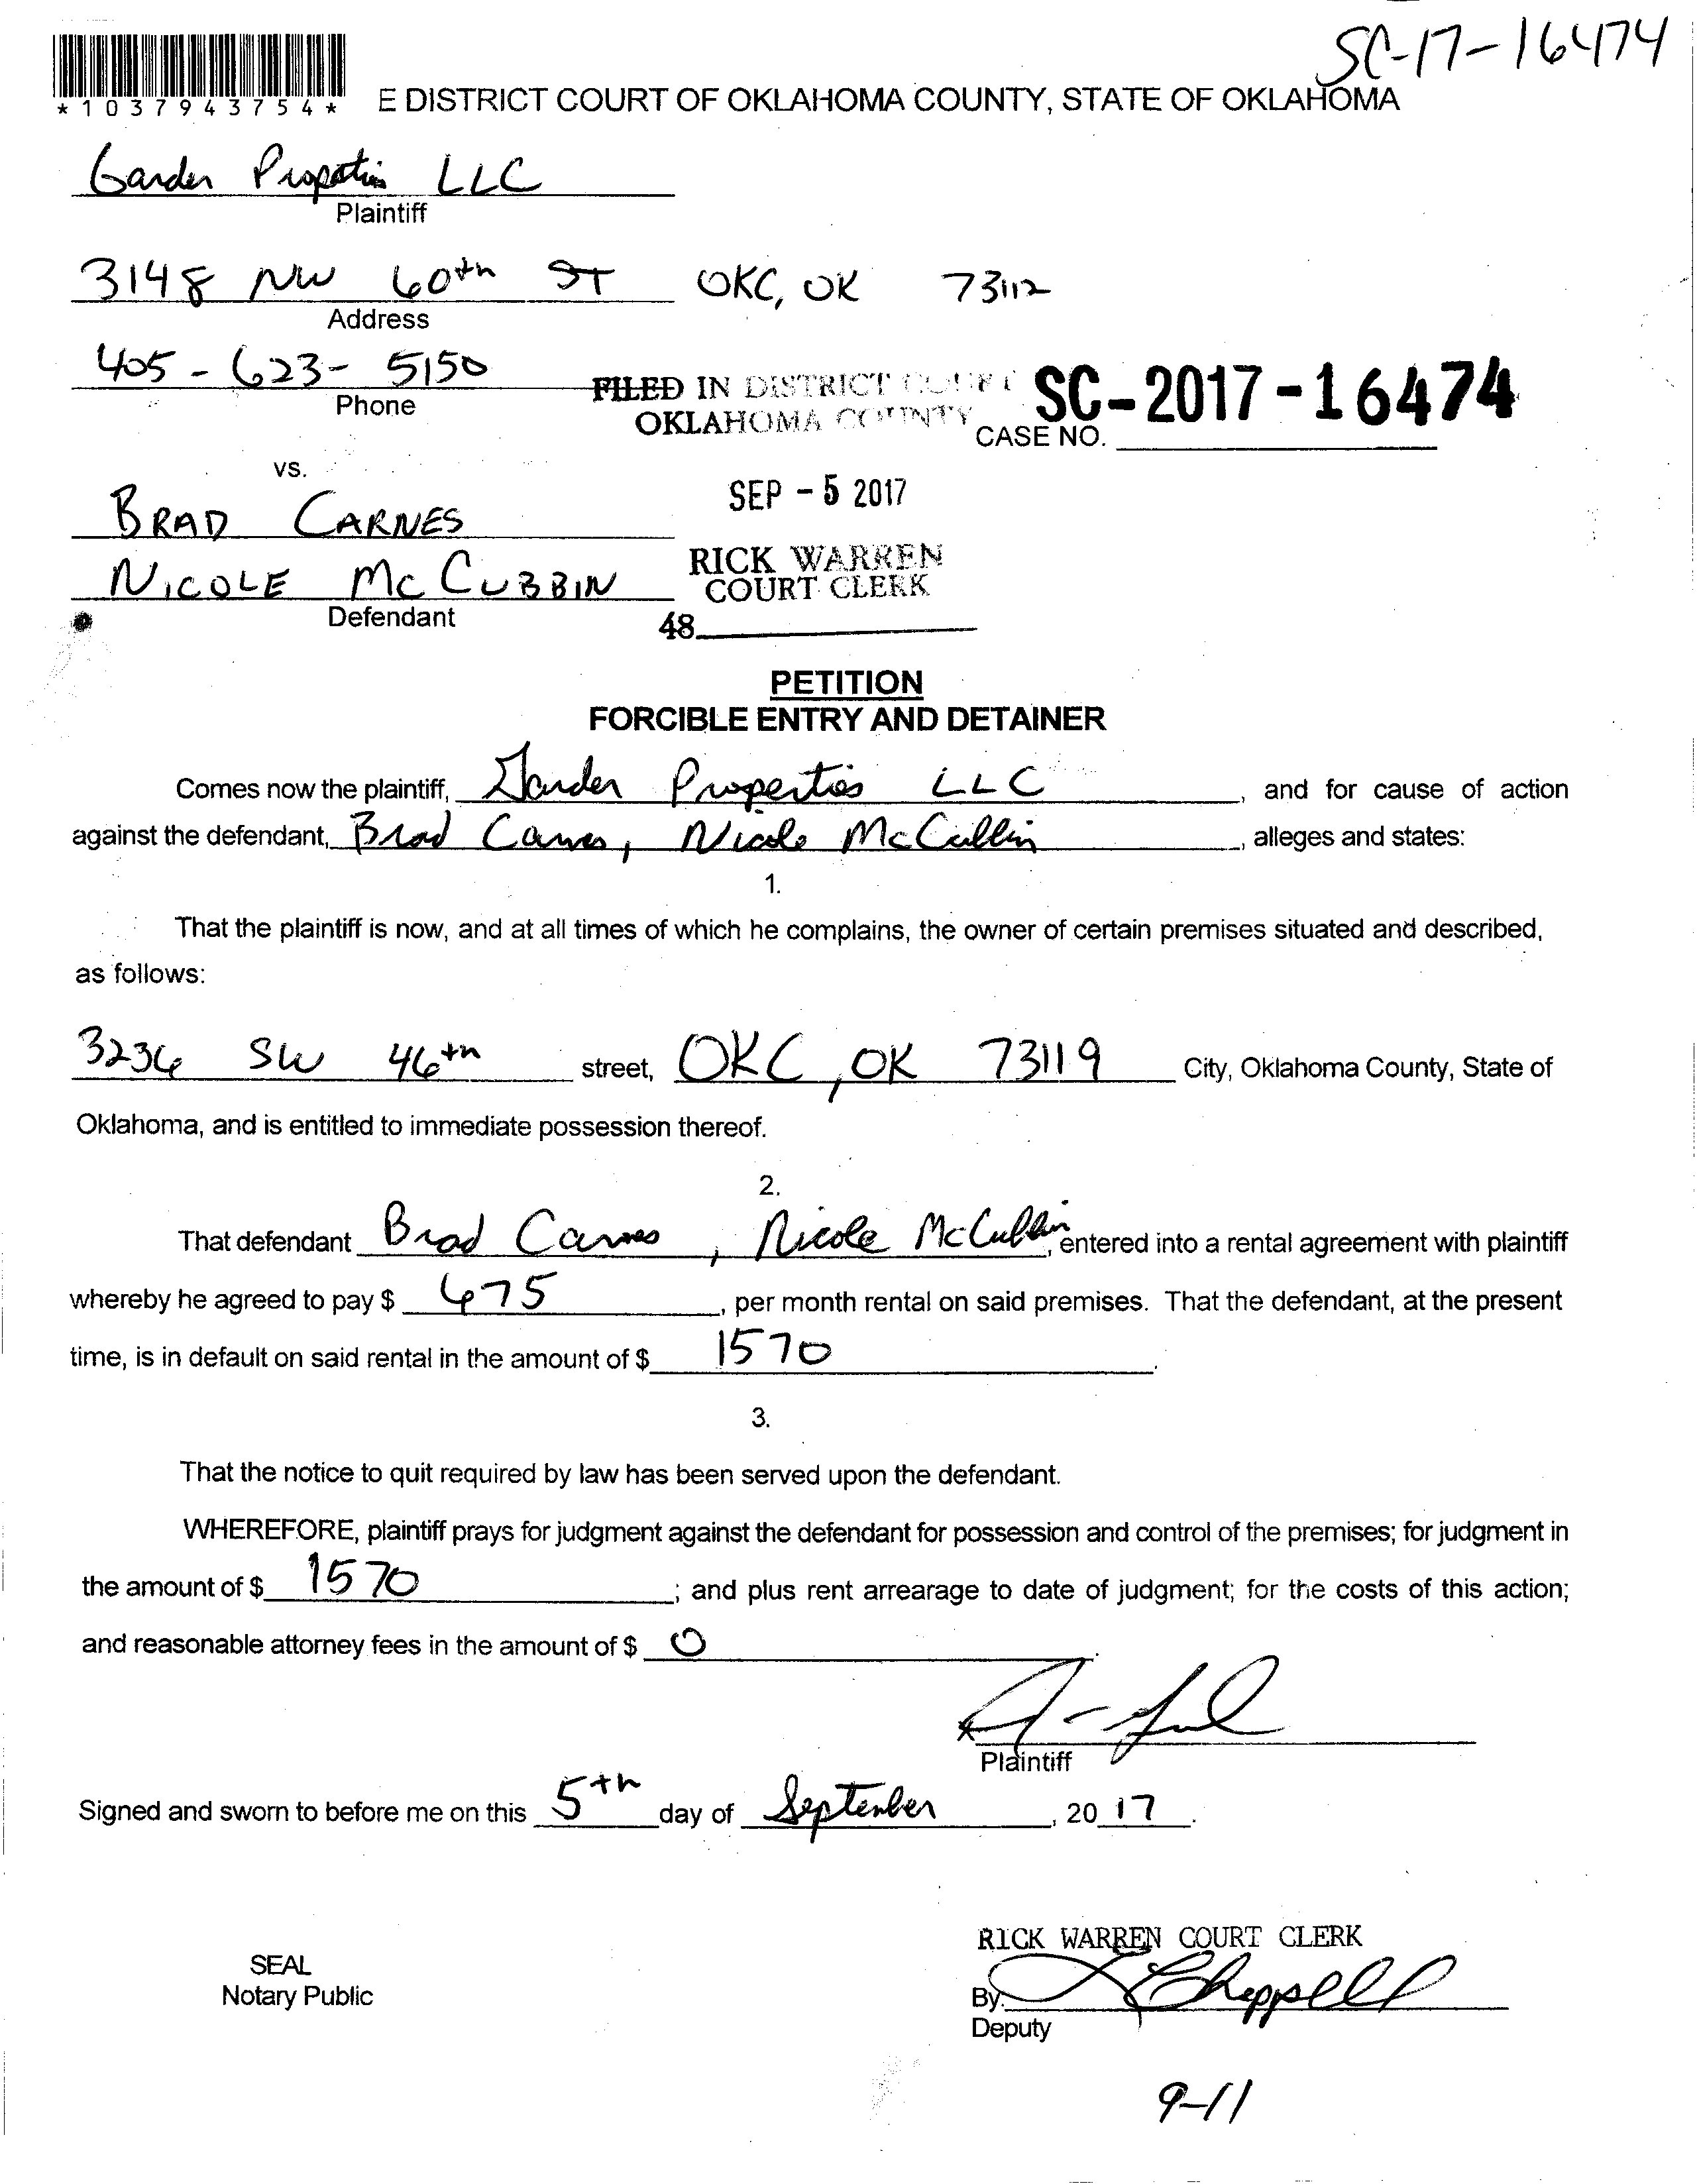 SC-17-16474
*1037943754* E DISTRICT COURT OF OKLAHOMA COUNTY, STATE OF OKLAHOMA
LLC
Plaintiff
3148 NW 60th ST OKC, OK 73112
Address
405-623-5150
Phone
FILED IN DISTRICT COURT
OKLAHOMA COUNTY
SC-2017-16474
CASE NO.
vs.
SEP - 5 2017
BRAD CARNES
NICOLE MCCUBBIN
Defendant
RICK WARREN
COURT CLERK
48
PETITION
FORCIBLE ENTRY AND DETAINER
Comes now the plaintiff, Properties LLC, and for cause of action
against the defendant, Brad Carnes, Nicole McCubbin, alleges and states:
1.
That the plaintiff is now, and at all times of which he complains, the owner of certain premises situated and described,
as follows:
3236 SW 46th street, OKC, OK 73119 City, Oklahoma County, State of
Oklahoma, and is entitled to immediate possession thereof.
2.
That defendant Brad Carnes, Nicole McCubbin, entered into a rental agreement with plaintiff
whereby he agreed to pay $ 675, per month rental on said premises. That the defendant, at the present
time, is in default on said rental in the amount of $ 1570.
3.
That the notice to quit required by law has been served upon the defendant.
WHEREFORE, plaintiff prays for judgment against the defendant for possession and control of the premises; for judgment in
the amount of $ 1570; and plus rent arrearage to date of judgment; for the costs of this action;
and reasonable attorney fees in the amount of $ 0.
Plaintiff
Signed and sworn to before me on this 5th day of September, 20 17.
RICK WARREN COURT CLERK
SEAL
Notary Public
By:
Deputy
9-11